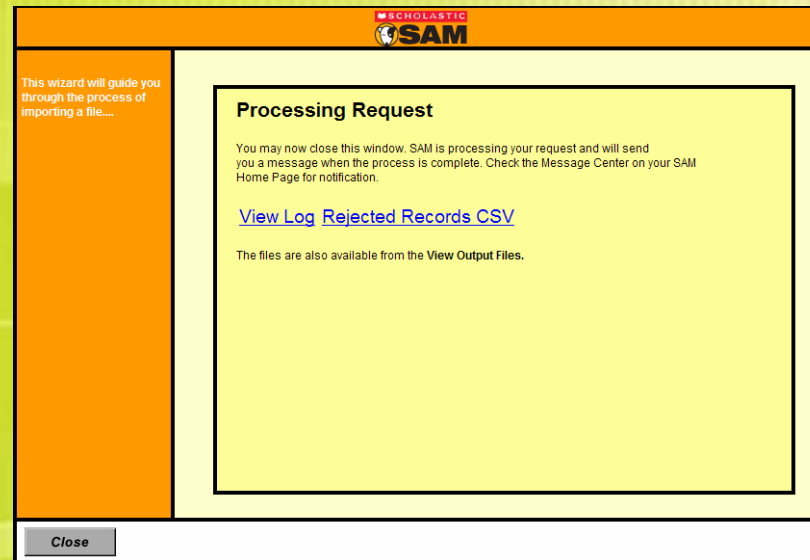 SCHOLASTIC
SAM
This wizard will guide you
through the process of
importing a file....
Processing Request
You may now close this window. SAM is processing your request and will send
you a message when the process is complete. Check the Message Center on your SAM
Home Page for notification.
View Log Rejected Records CSV
The files are also available from the View Output Files.
Close